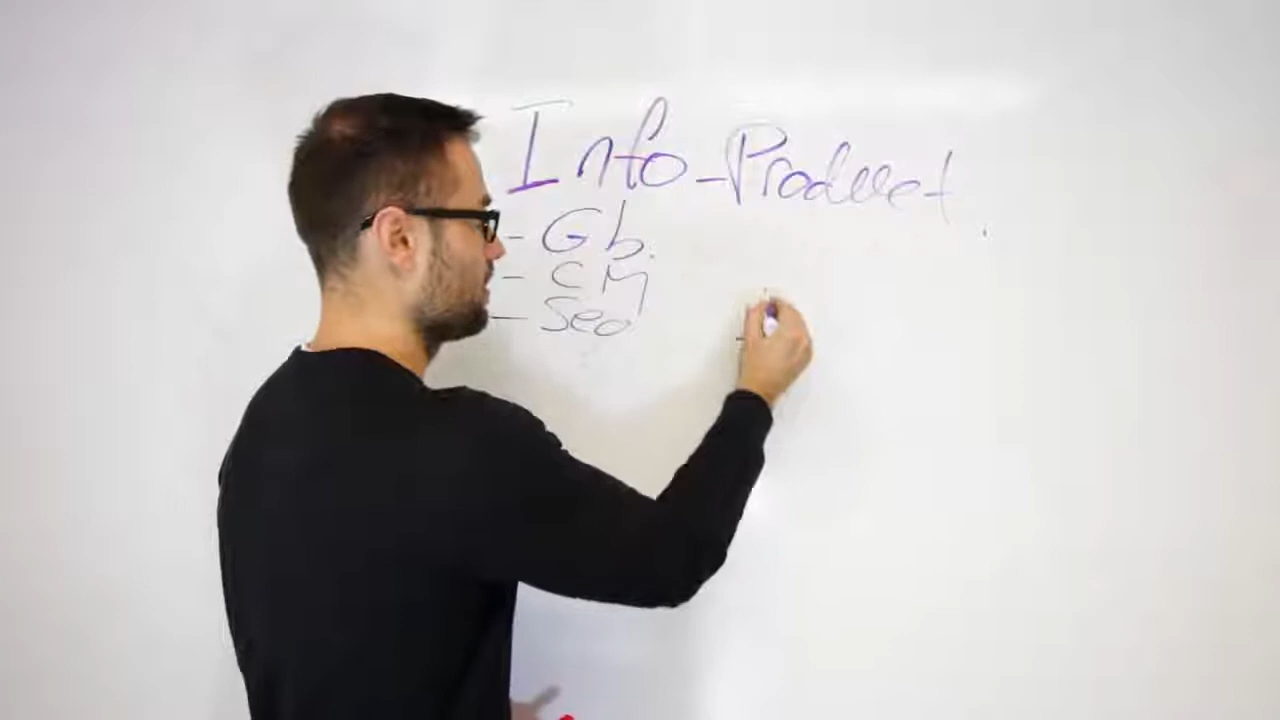 Info-Product.
- Gb.
- CM
- Seo